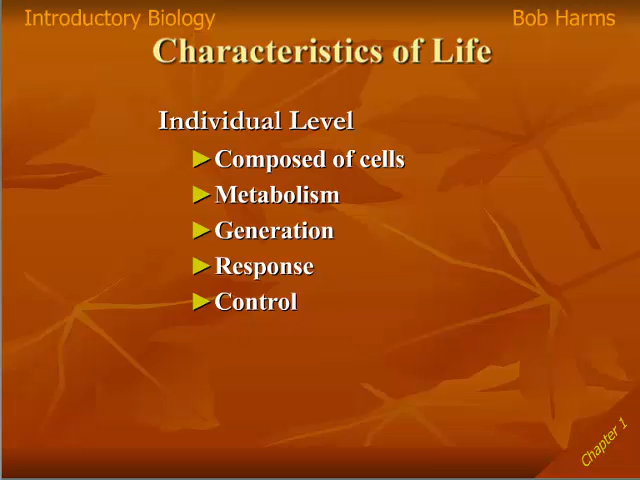 Introductory Biology
Bob Harms
Characteristics of Life
Individual Level
►Composed of cells
►Metabolism
►Generation
►Response
►Control
Chapter 1